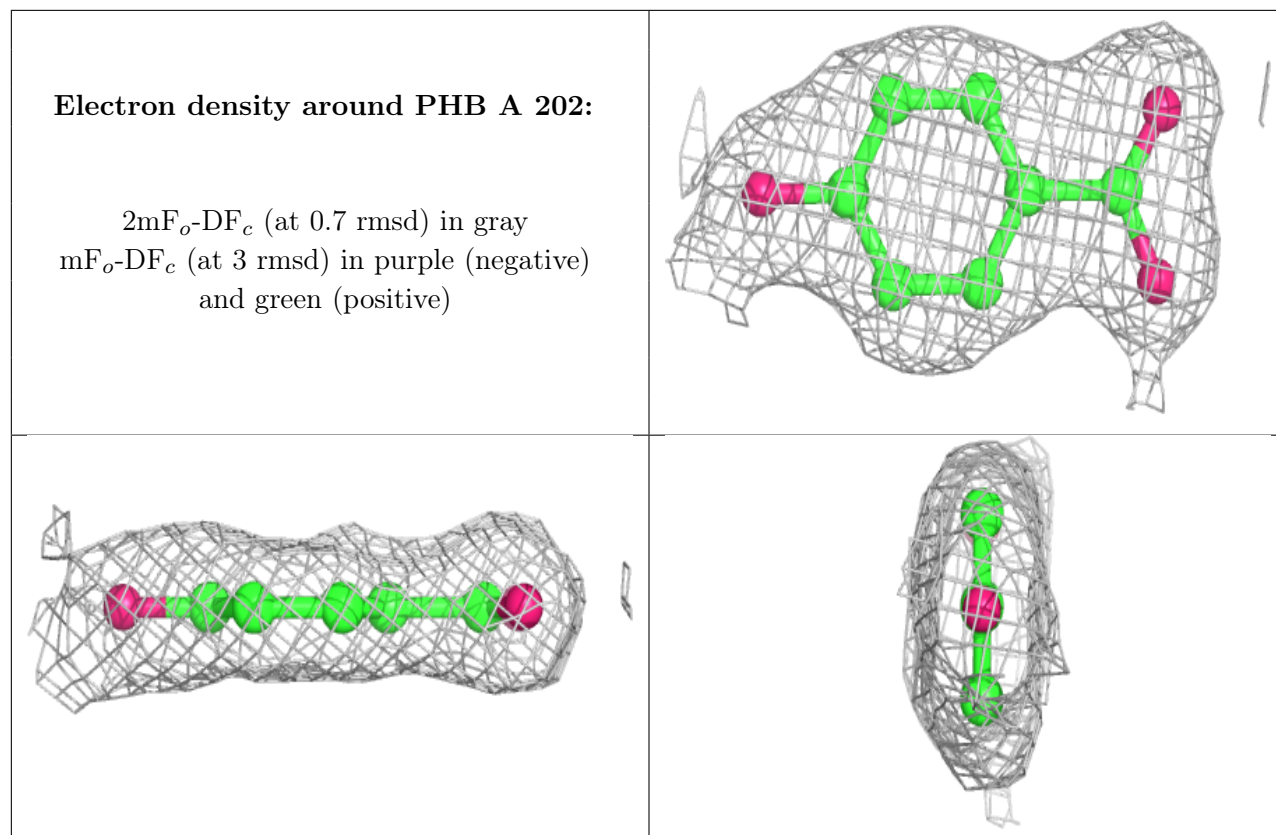 Electron density around PHB A 202:
2mFo-DFc (at 0.7 rmsd) in gray
mFo-DFc (at 3 rmsd) in purple (negative)
and green (positive)